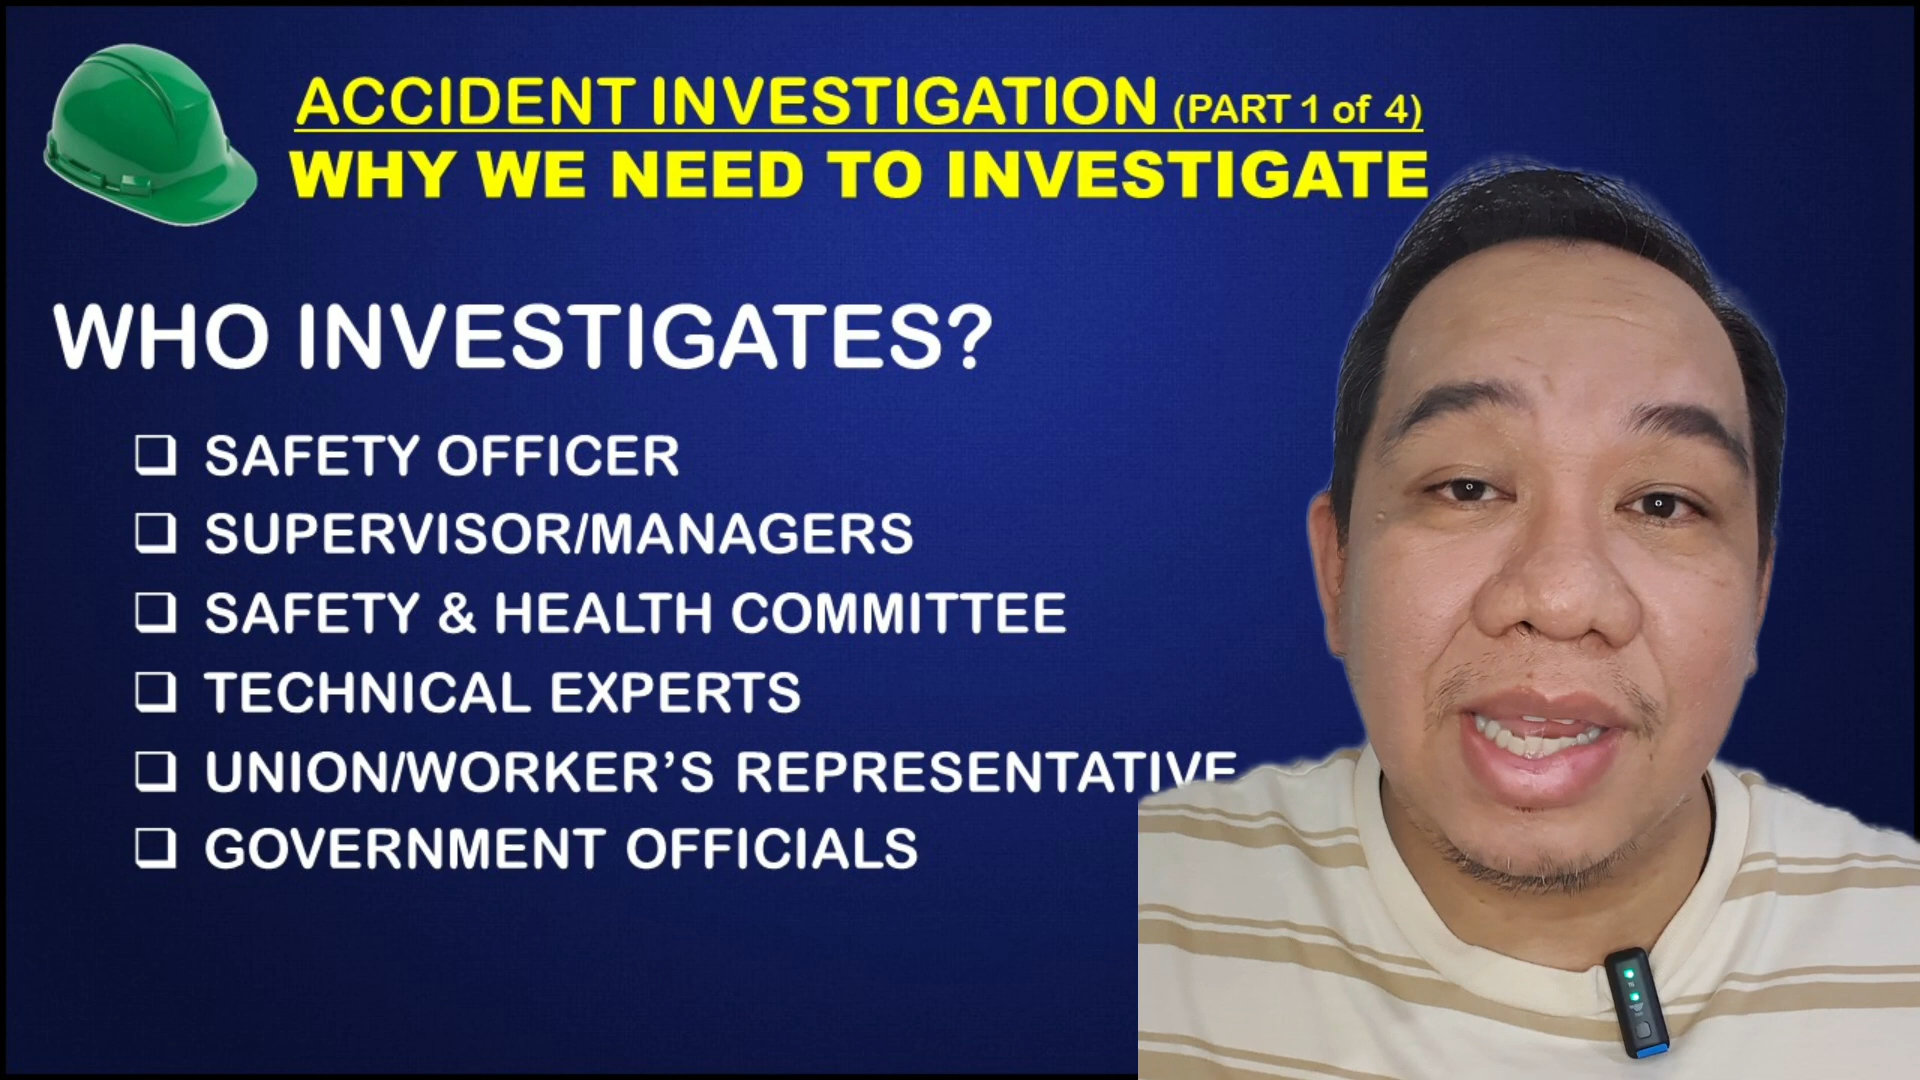 ACCIDENT INVESTIGATION (PART 1 of 4)
WHY WE NEED TO INVESTIGATE
WHO INVESTIGATES?
SAFETY OFFICER
SUPERVISOR/MANAGERS
SAFETY & HEALTH COMMITTEE
TECHNICAL EXPERTS
UNION/WORKER’S REPRESENTATIVE
GOVERNMENT OFFICIALS